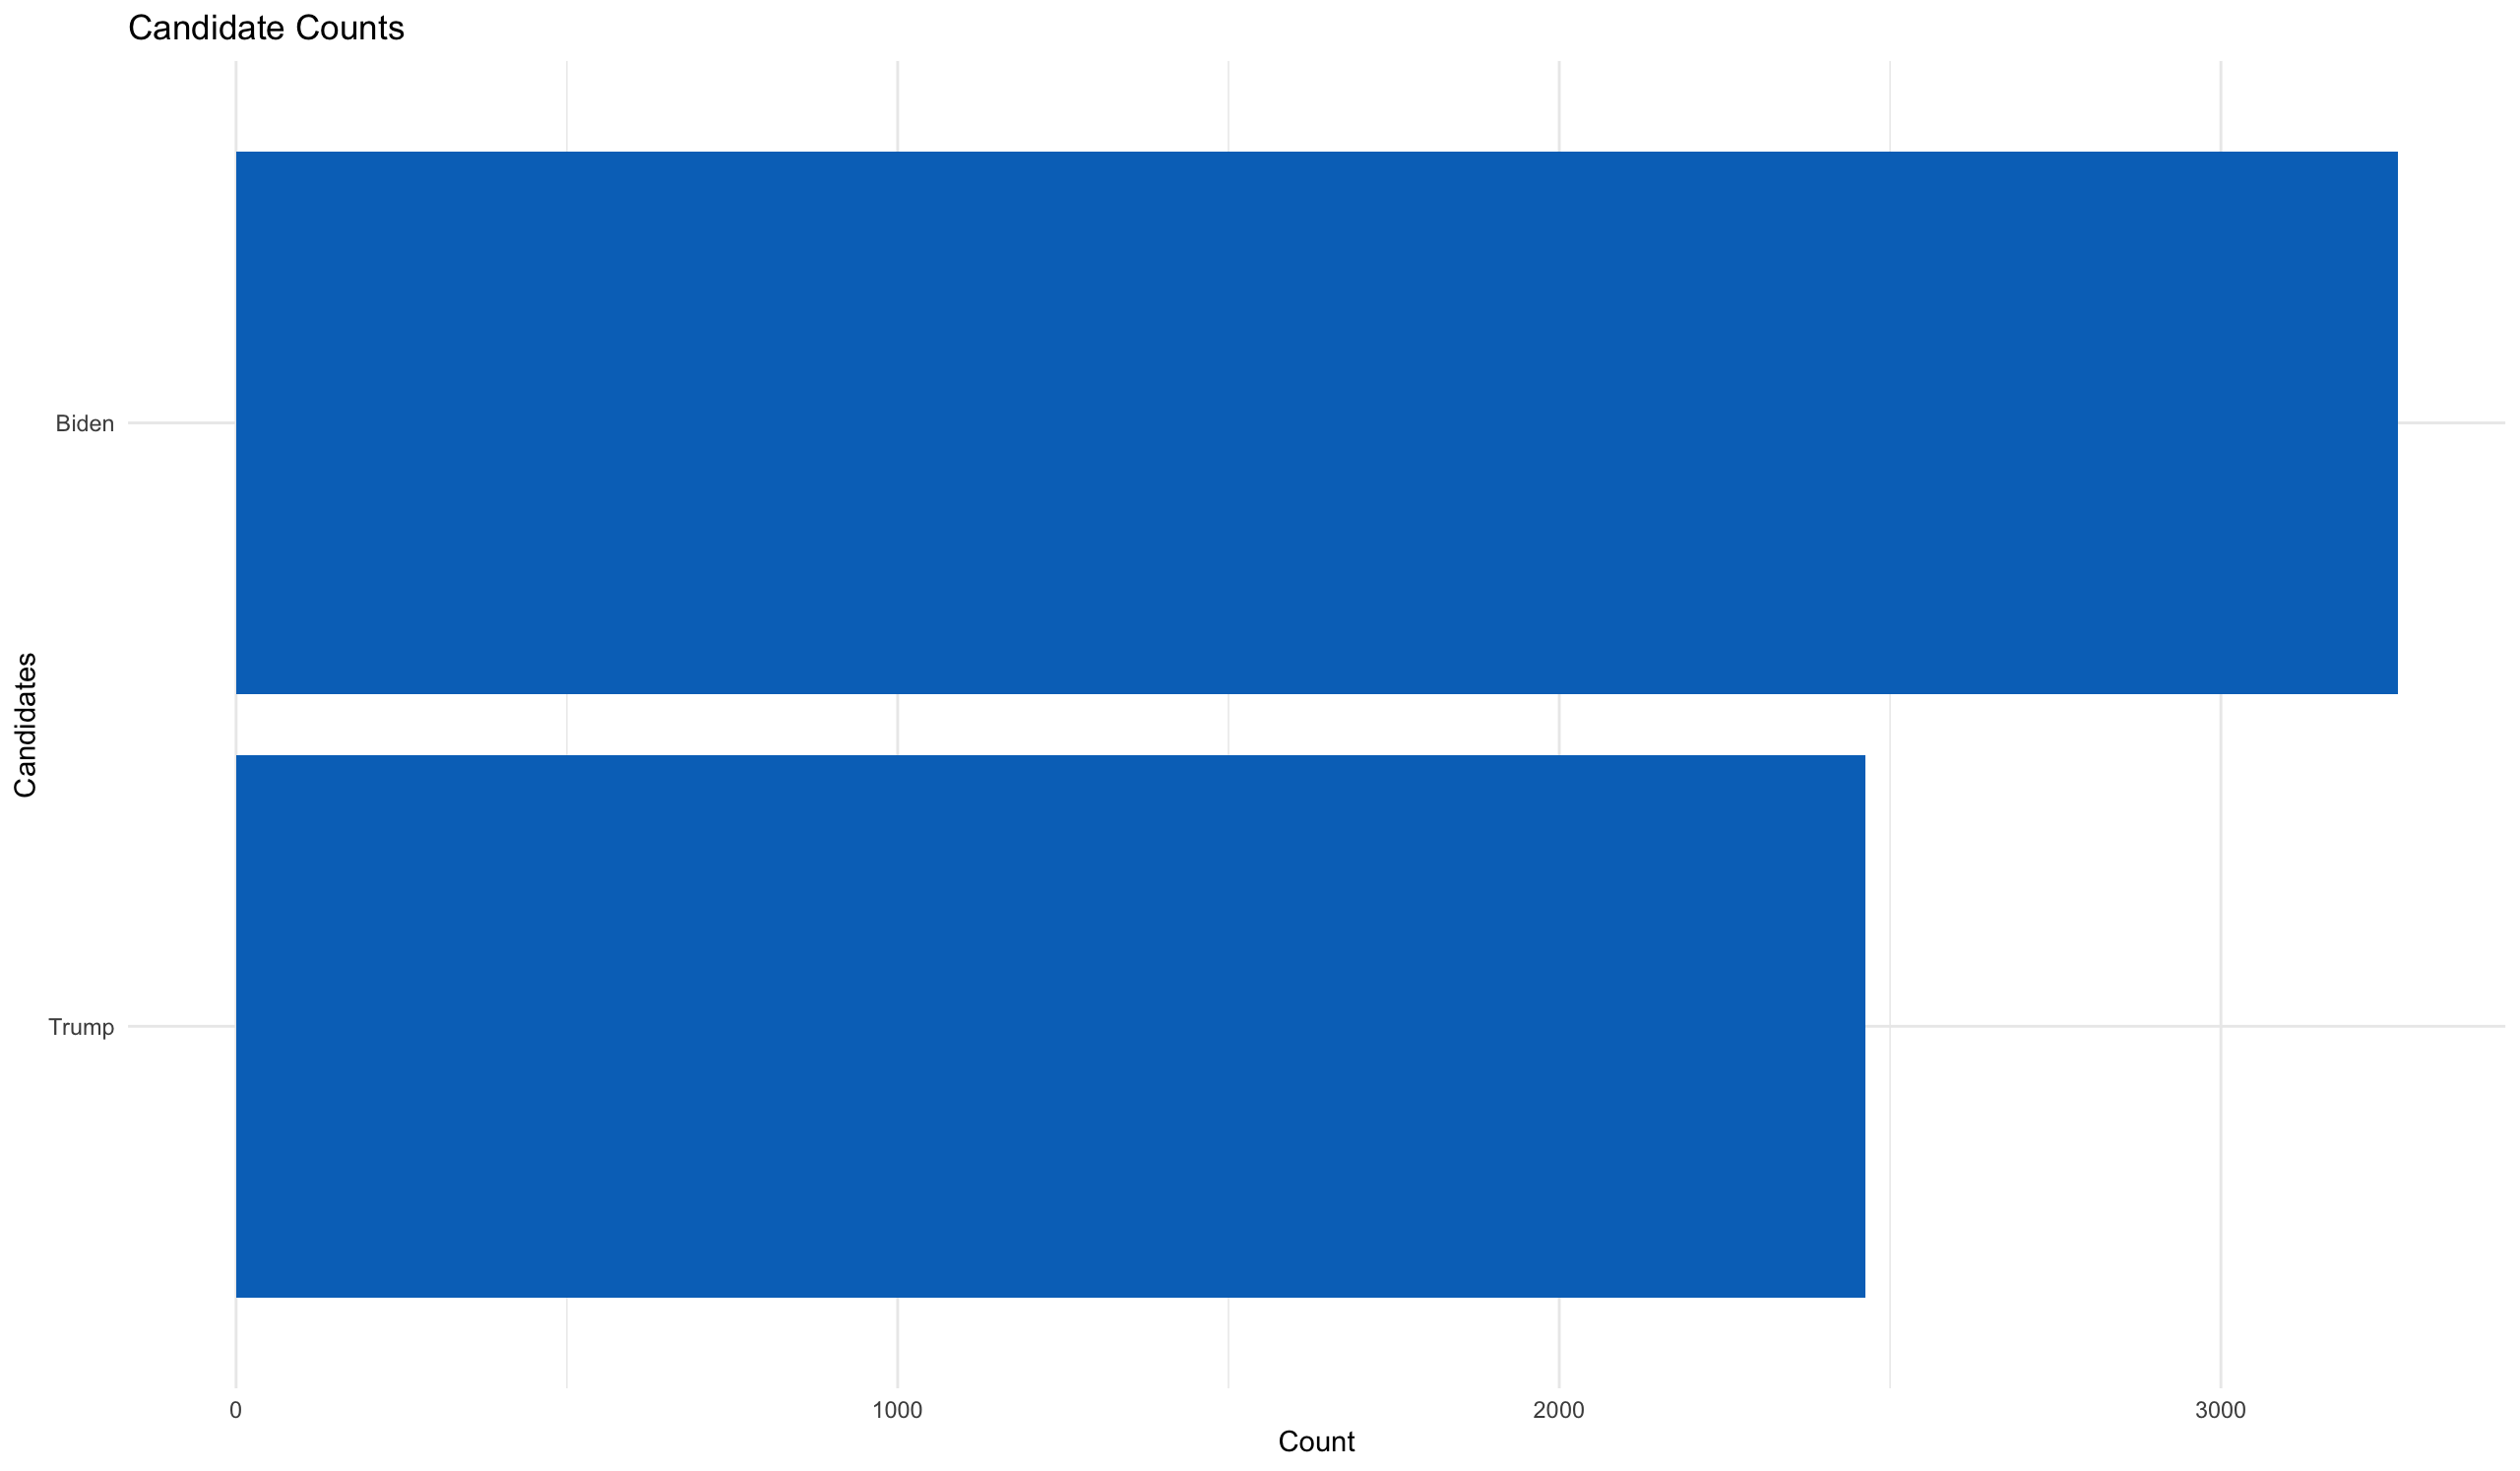 Candidate Counts
Candidates
Biden
Trump
0
1000
2000
3000
Count